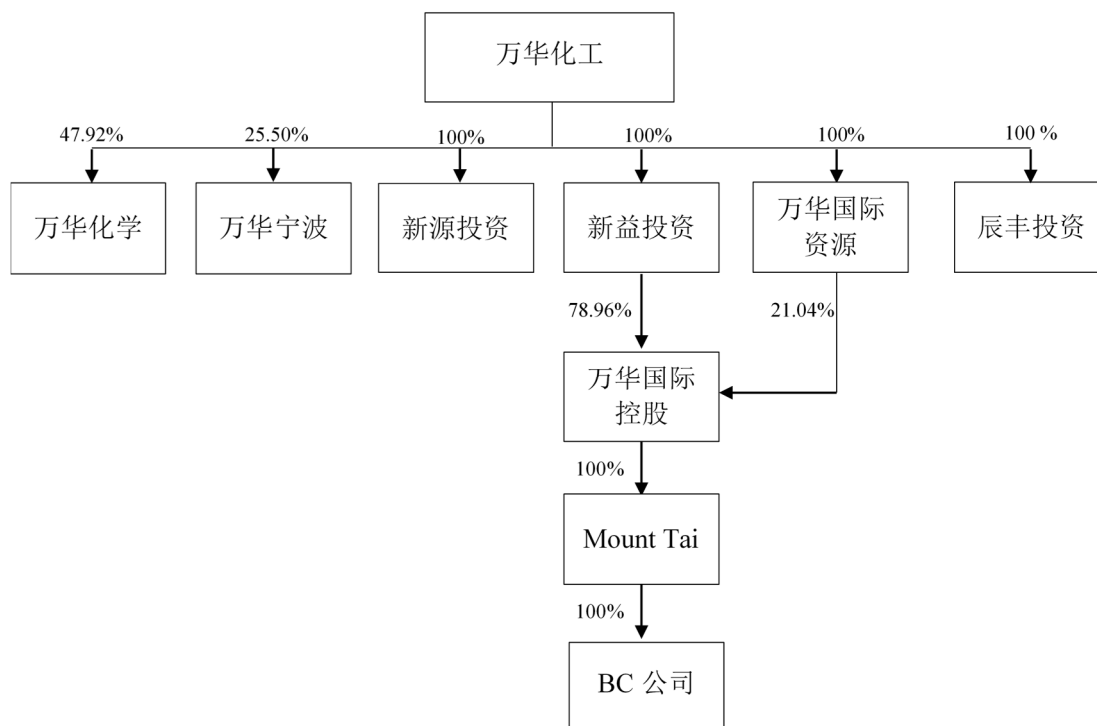 万华化工
47.92%
25.50%
100%
100%
100%
100 %
万华化学
万华宁波
新源投资
新益投资
万华国际
资源
辰丰投资
78.96%
21.04%
万华国际
控股
100%
Mount Tai
100%
BC 公司